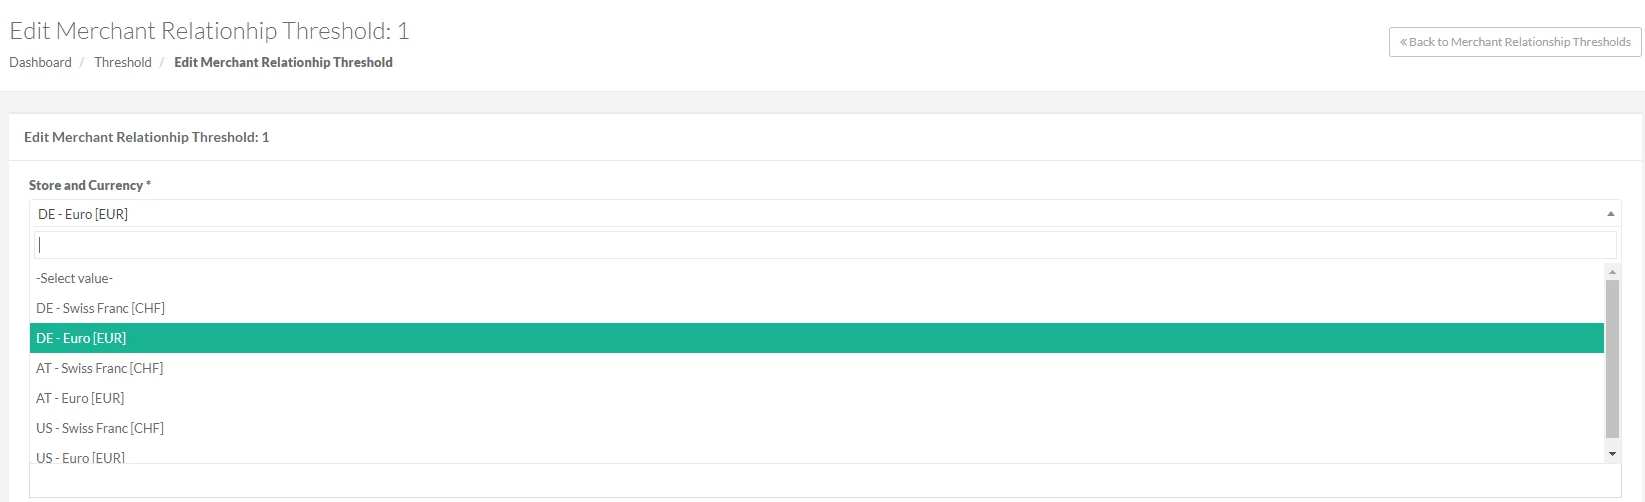 Edit Merchant Relationhip Threshold: 1
« Back to Merchant Relationship Thresholds
Dashboard / Threshold / Edit Merchant Relationhip Threshold
Edit Merchant Relationhip Threshold: 1
Store and Currency *
DE - Euro [EUR]
-Select value-
DE - Swiss Franc [CHF]
DE - Euro [EUR]
AT - Swiss Franc [CHF]
AT - Euro [EUR]
US - Swiss Franc [CHF]
US - Euro [EUR]